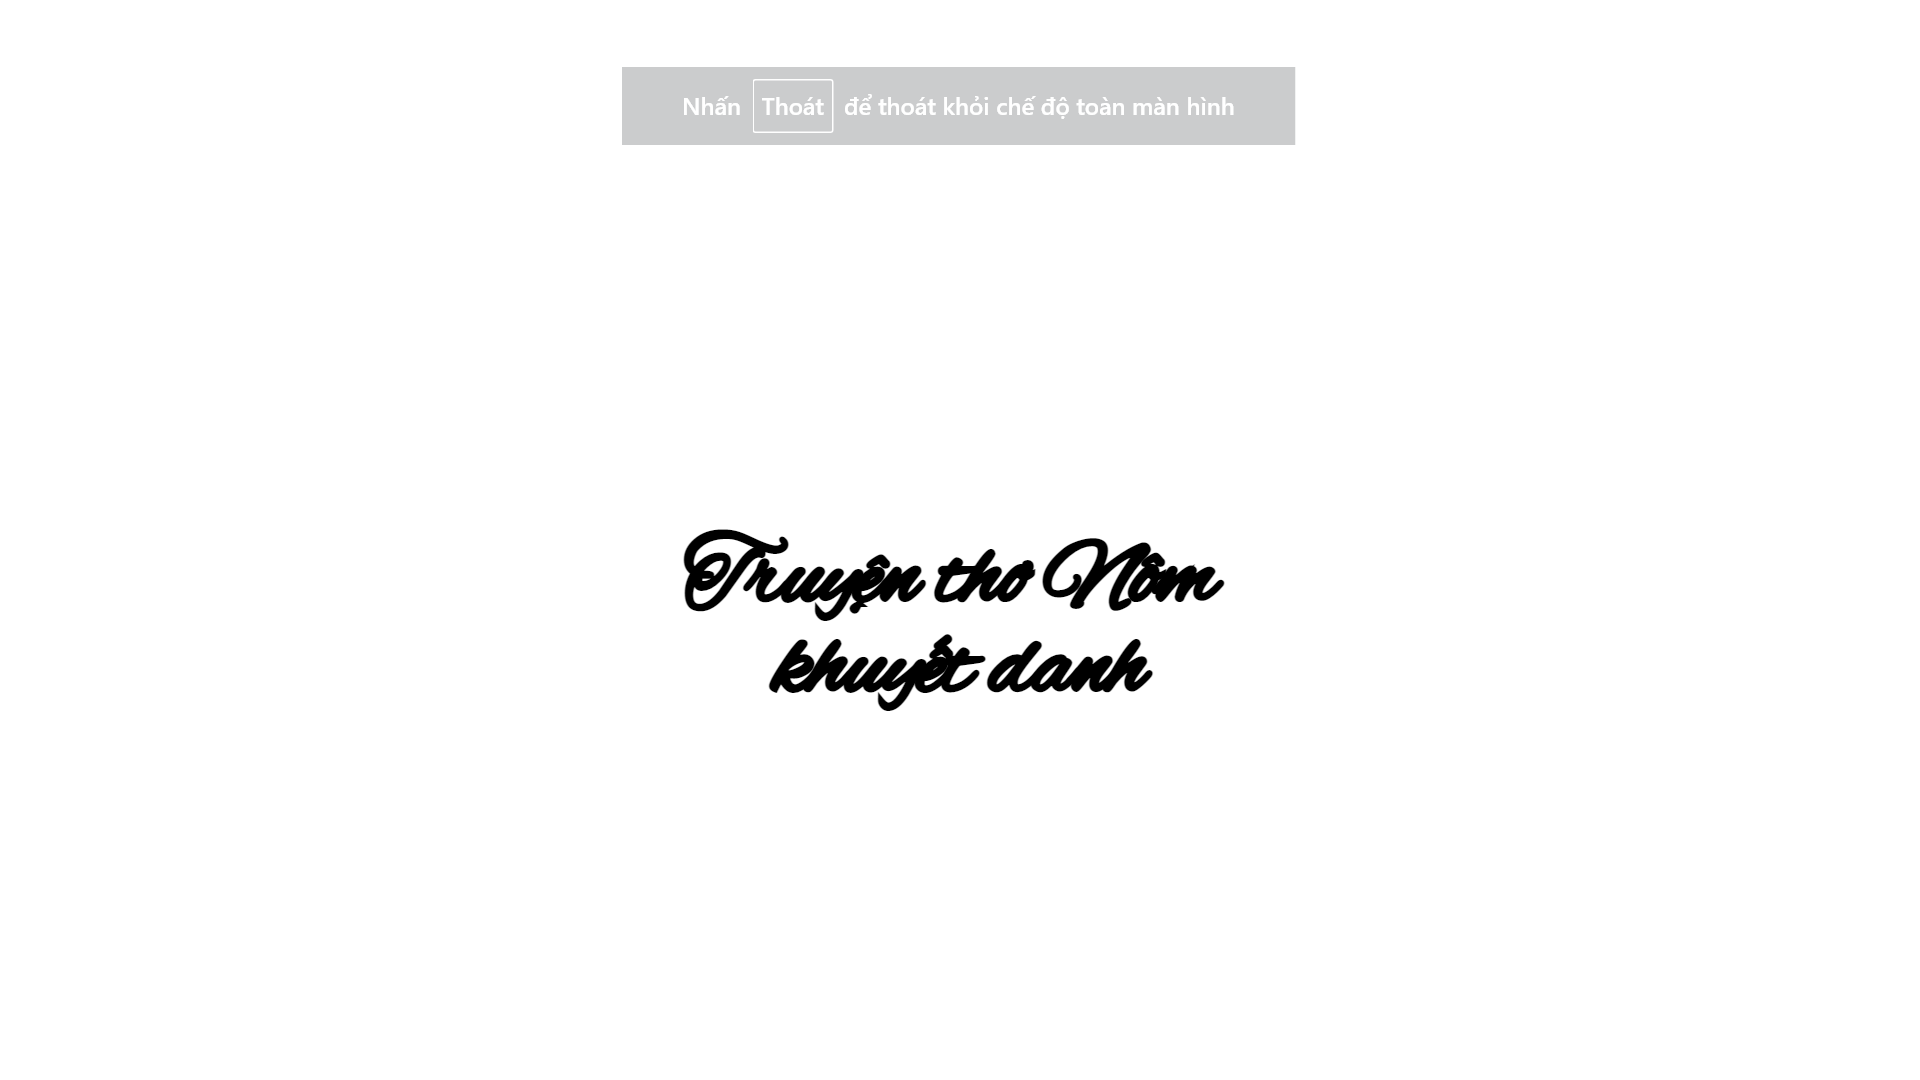 Nhấn Thoát để thoát khỏi chế độ toàn màn hình
Truyện thơ Nôm
khuyết danh